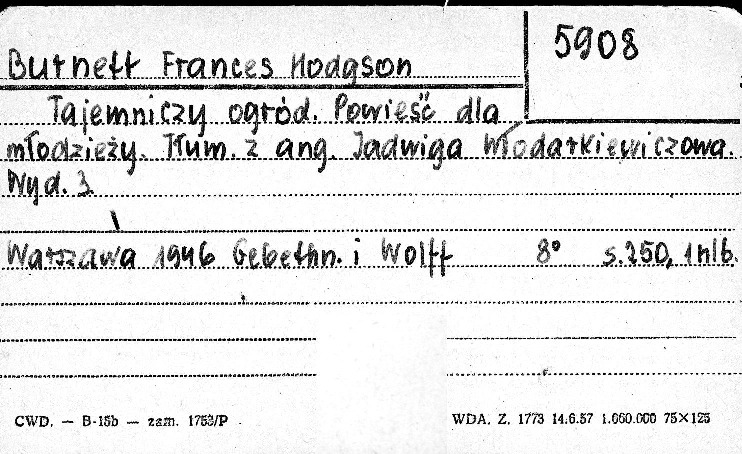 5908
Burnett Frances Hodgson
Tajemniczy ogród. Powieść dla
młodzieży. Tłum. z ang. Jadwiga Włodarkiewiczowa.
Wyd. 3.
Warszawa 1946 Gebethn. i Wolff 8° s. 250, 1 nlb.
CWD. — B-15b — zam. 1753/P
WDA. Z. 1773 14.6.57 1.060.000 75×125